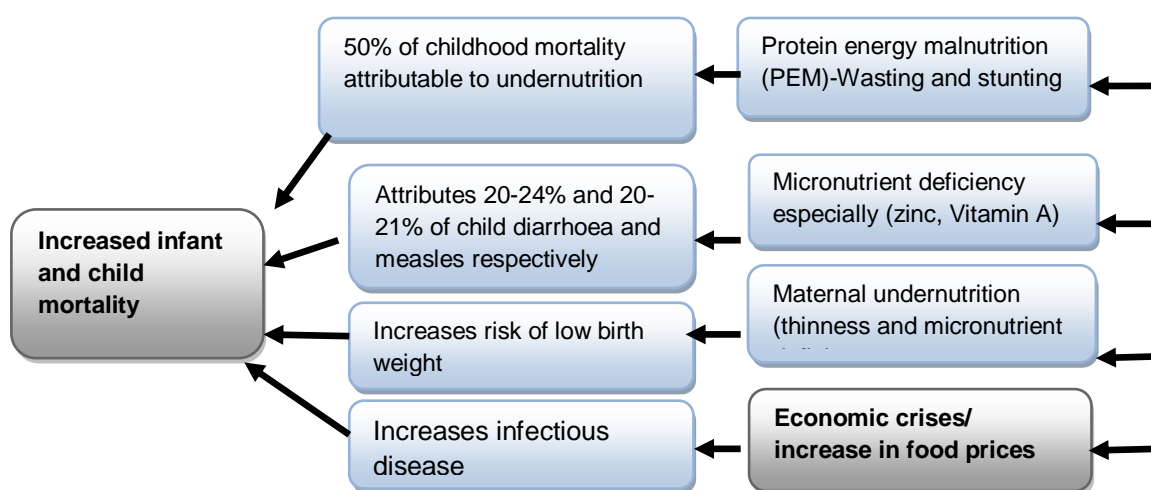 50% of childhood mortality
attributable to undernutrition
Protein energy malnutrition
(PEM)-Wasting and stunting
Attributes 20-24% and 20-
21% of child diarrhoea and
measles respectively
Micronutrient deficiency
especially (zinc, Vitamin A)
Increased infant
and child
mortality
Increases risk of low birth
weight
Maternal undernutrition
(thinness and micronutrient
Increases infectious
disease
Economic crises/
increase in food prices